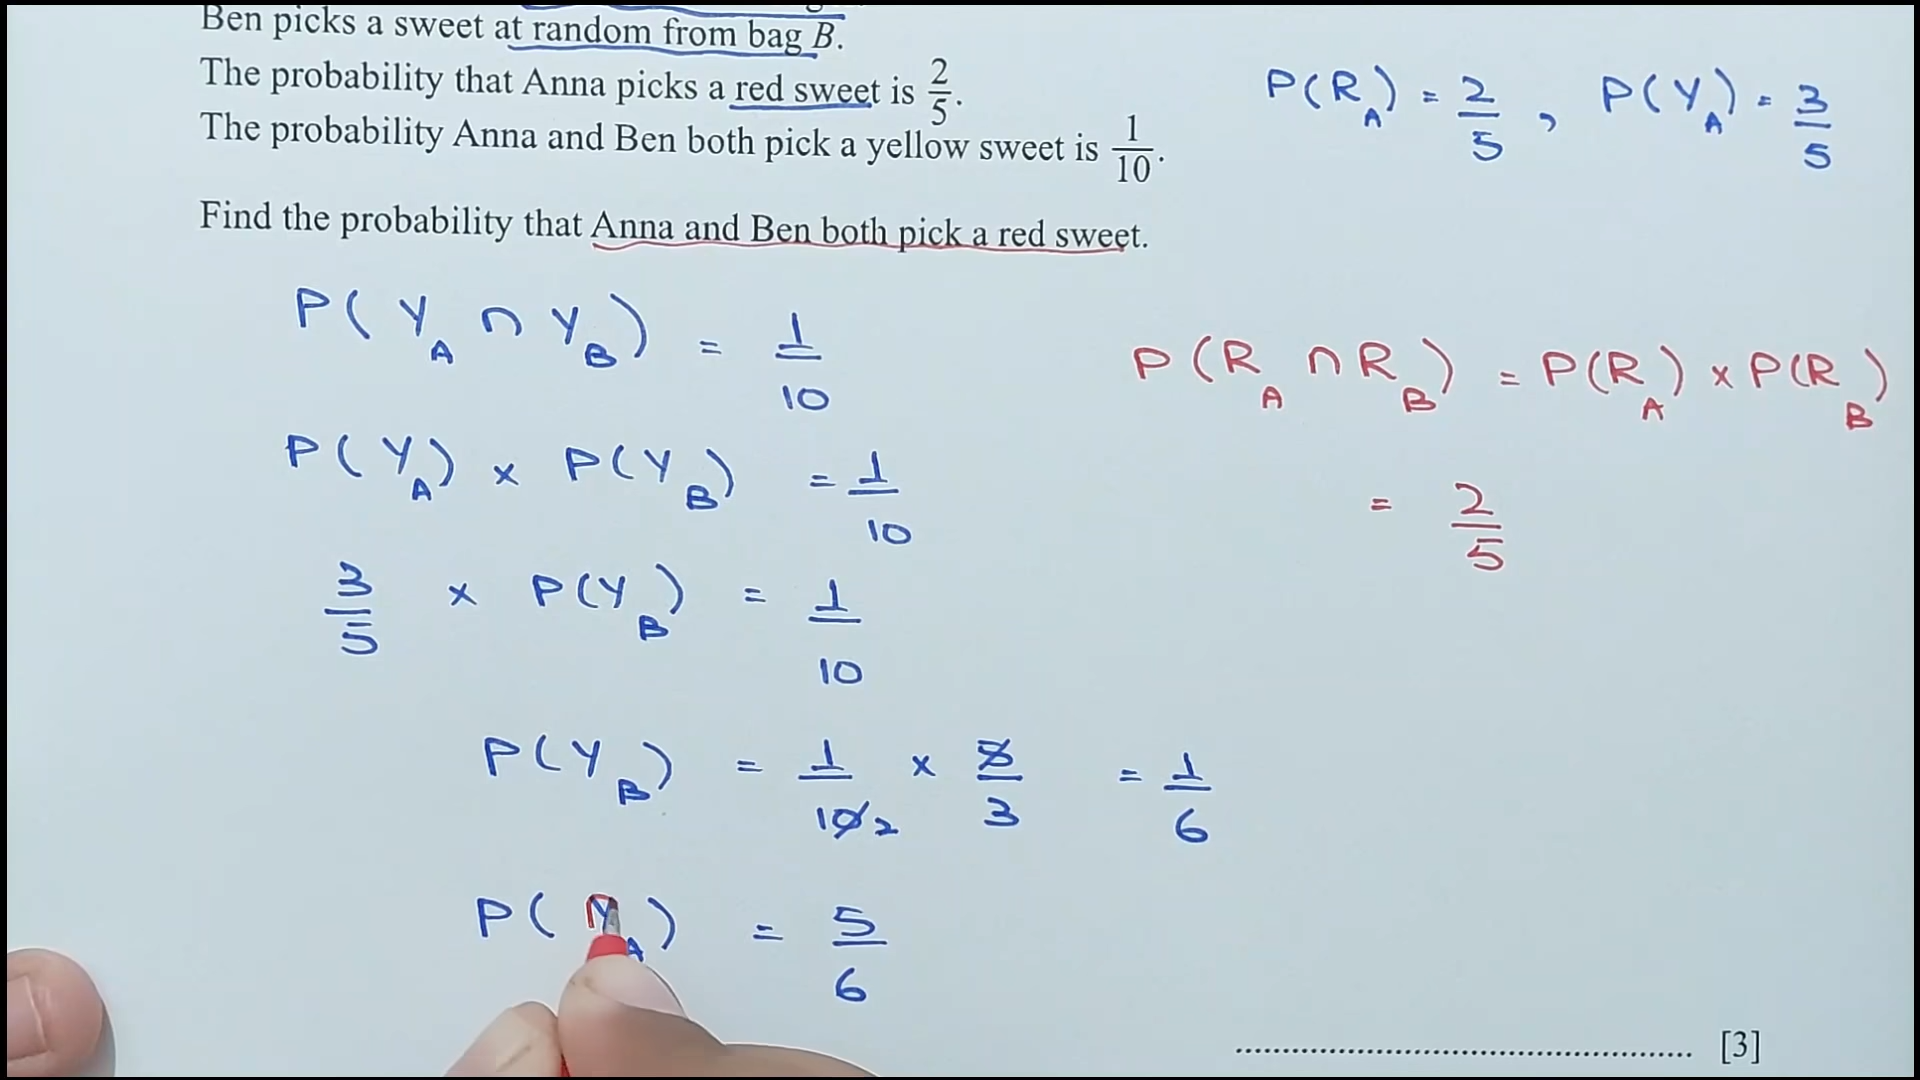 Ben picks a sweet at random from bag B.
The probability that Anna picks a red sweet is 2/5.
The probability Anna and Ben both pick a yellow sweet is 1/10.
Find the probability that Anna and Ben both pick a red sweet.
P(R_A) = 2/5 , P(Y_A) = 3/5
P(Y_A ∩ Y_B) = 1/10
P(Y_A) × P(Y_B) = 1/10
3/5 × P(Y_B) = 1/10
P(Y_B) = 1/10 2 × 5/3 = 1/6
P( A) = 5/6
P(R_A ∩ R_B) = P(R_A) × P(R_B)
= 2/5
[3]